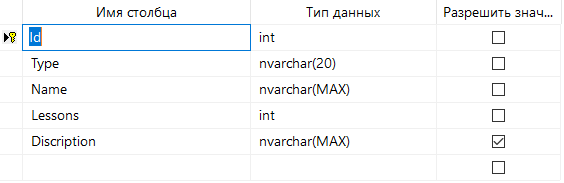 Имя столбца Тип данных Разрешить знач...
Id int
Type nvarchar(20)
Name nvarchar(MAX)
Lessons int
Discription nvarchar(MAX)